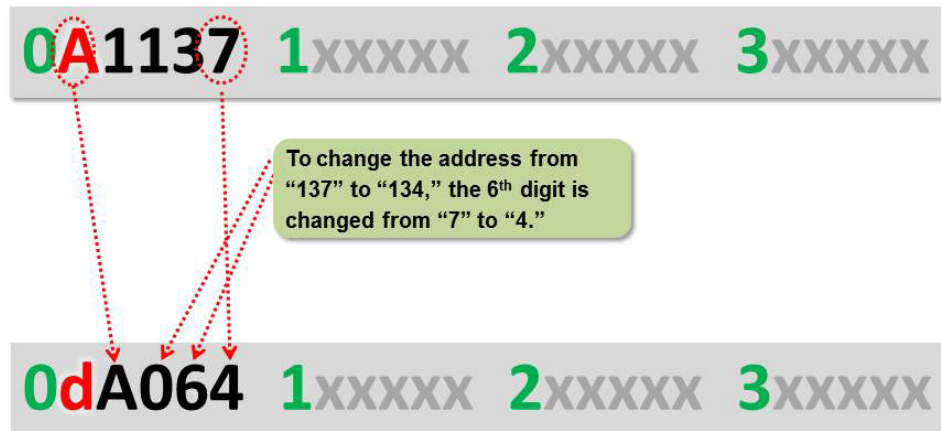 0A1137 1xxxxx 2xxxxx 3xxxxx
To change the address from
“137” to “134,” the 6th digit is
changed from “7” to “4.”
0dA064 1xxxxx 2xxxxx 3xxxxx